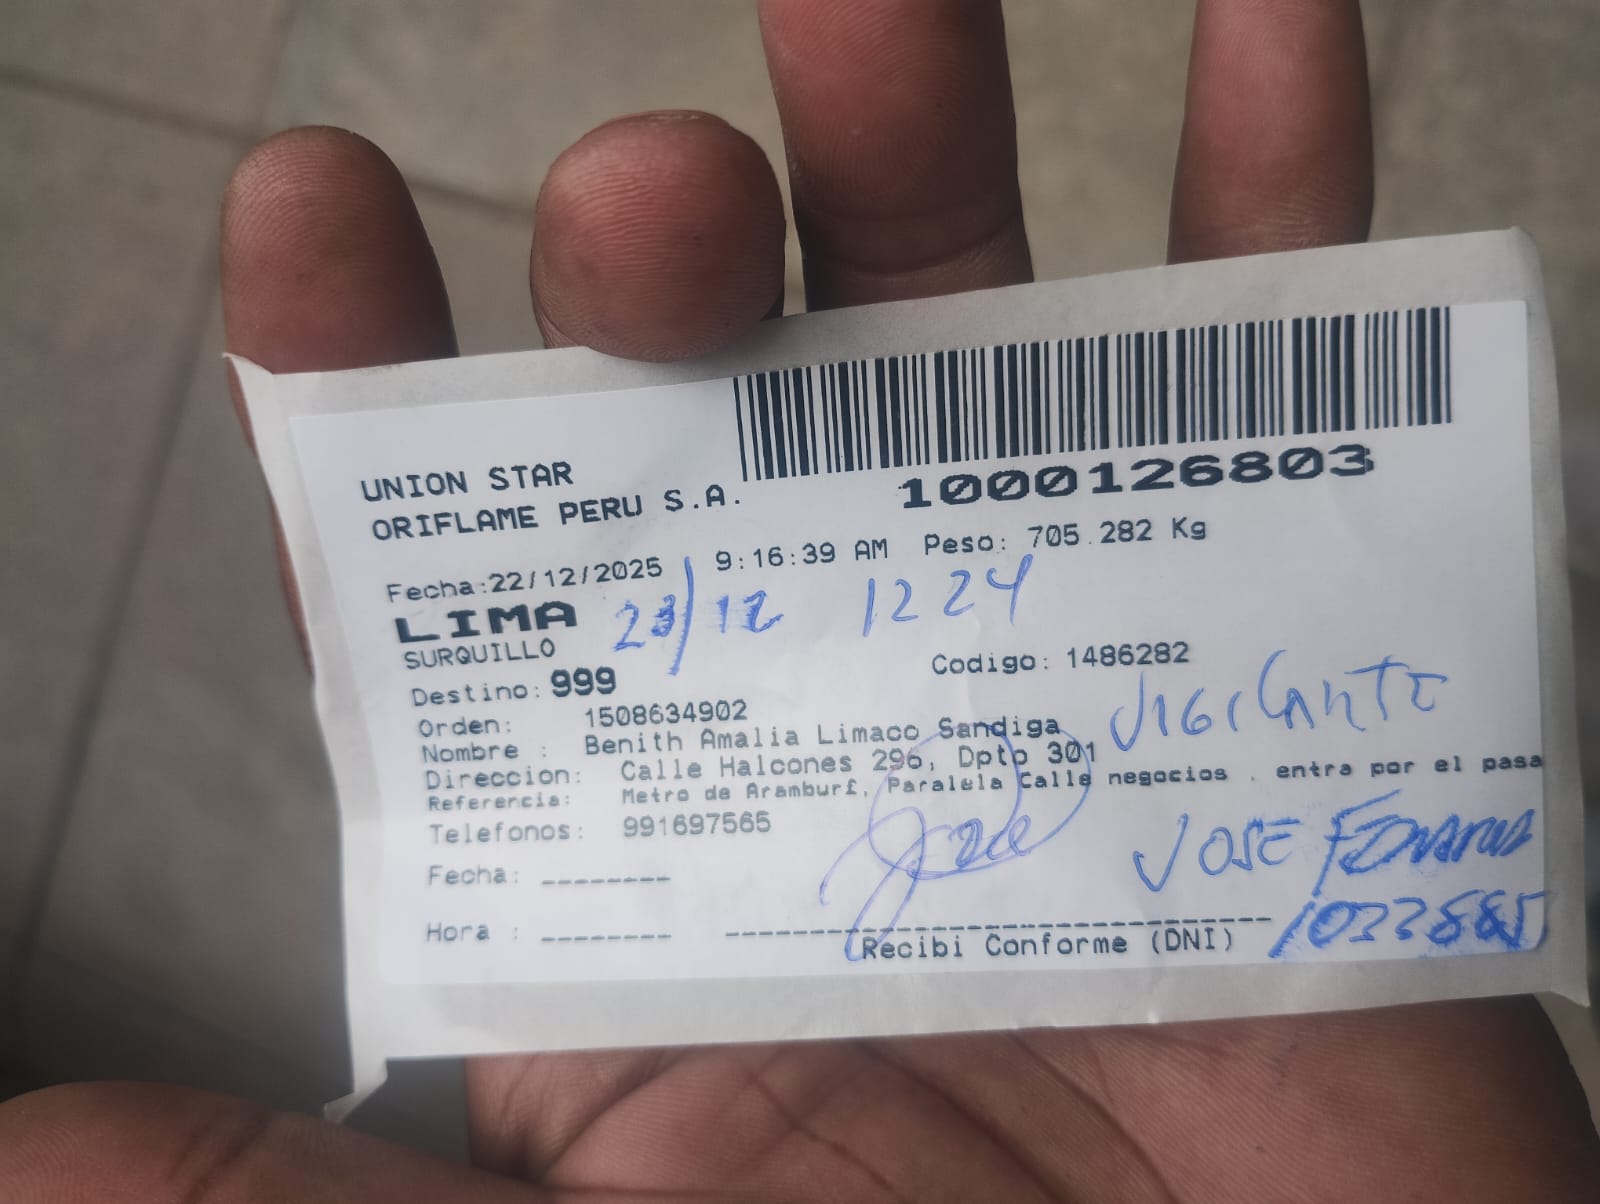 UNION STAR
ORIFLAME PERU S.A.
1000126803
Fecha:22/12/2025 9:16:39 AM Peso: 705.282 Kg
LIMA 23/12 1224
SURQUILLO
Destino: 999 Codigo: 1486282
Orden: 1508634902
Nombre : Benith Amalia Limaco Sandiga
Vigilante
Direccion: Calle Halcones 296, Dpto 301
Referencia: Metro de Aramburí, Paralela Calle negocios . entra por el pasa
Telefonos: 991697565
JOSE
Fecha: --------
Hora : --------
Recibi Conforme (DNI)